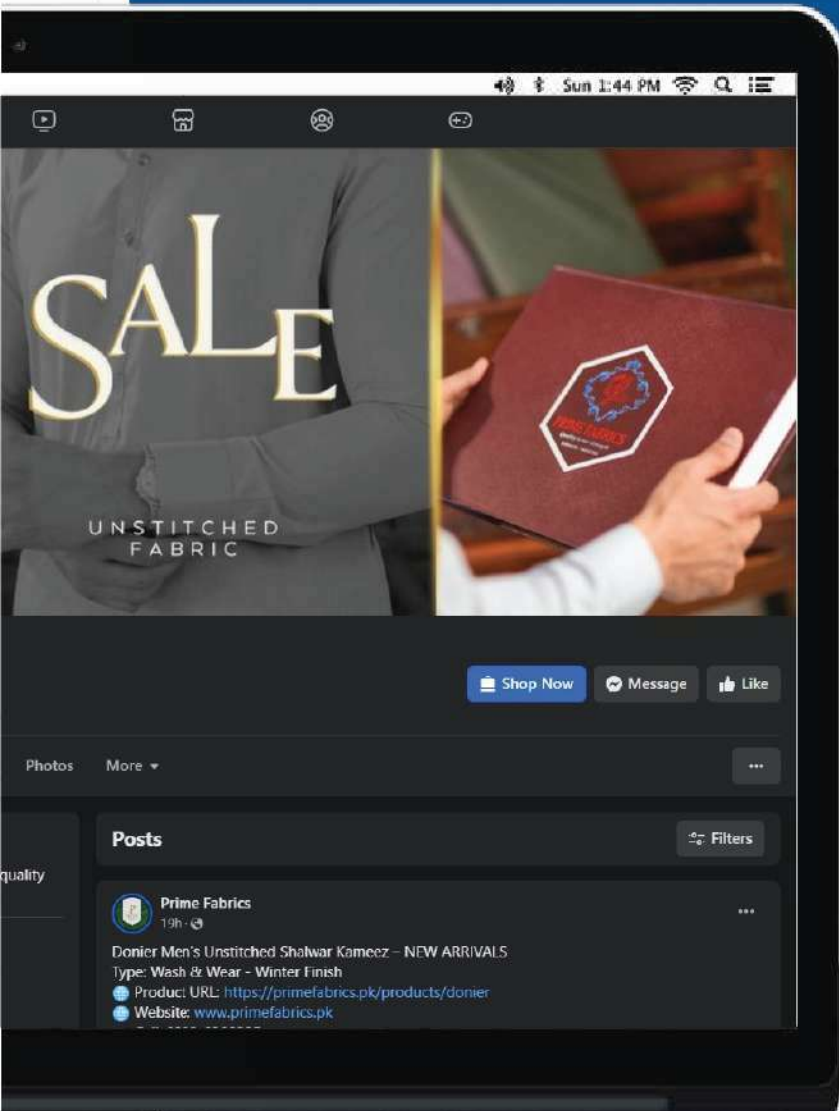 Sun 1:44 PM
SALE
UNSTITCHED
FABRIC
PRIME FABRICS
Shop Now
Message
Like
Photos
More
Posts
Filters
quality
Prime Fabrics
19h
Donier Men's Unstitched Shalwar Kameez – NEW ARRIVALS
Type: Wash & Wear - Winter Finish
Product URL: https://primefabrics.pk/products/donier
Website: www.primefabrics.pk